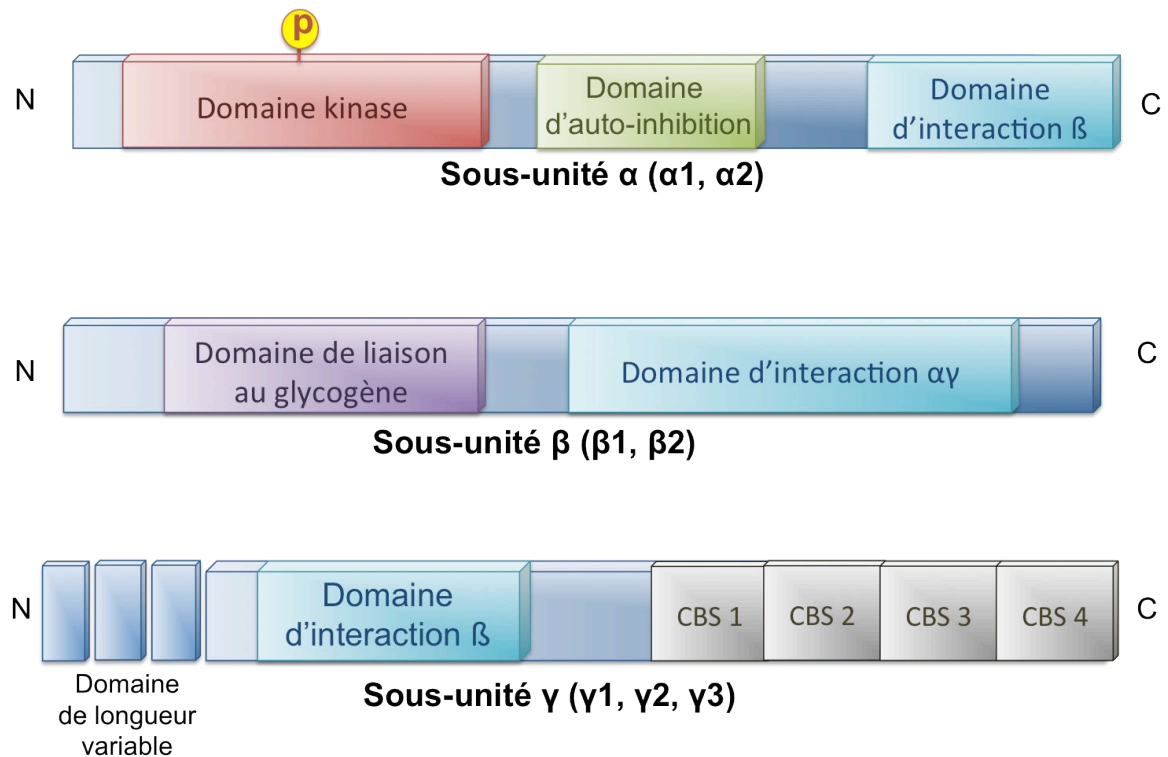 P
N
Domaine kinase
Domaine
d'auto-inhibition
Domaine
d'interaction ß
C
Sous-unité α (α1, α2)
N
Domaine de liaison
au glycogène
Domaine d'interaction αγ
C
Sous-unité β (β1, β2)
N
Domaine
d'interaction ß
CBS 1
CBS 2
CBS 3
CBS 4
C
Domaine
de longueur
variable
Sous-unité γ (γ1, γ2, γ3)